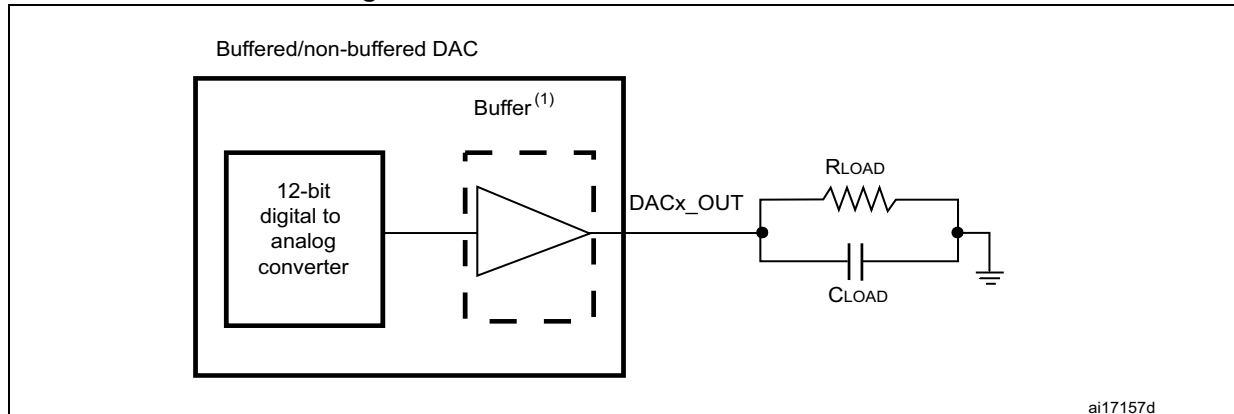 Buffered/non-buffered DAC
Buffer (1)
12-bit
digital to
analog
converter
DACx_OUT
RLOAD
CLOAD
ai17157d